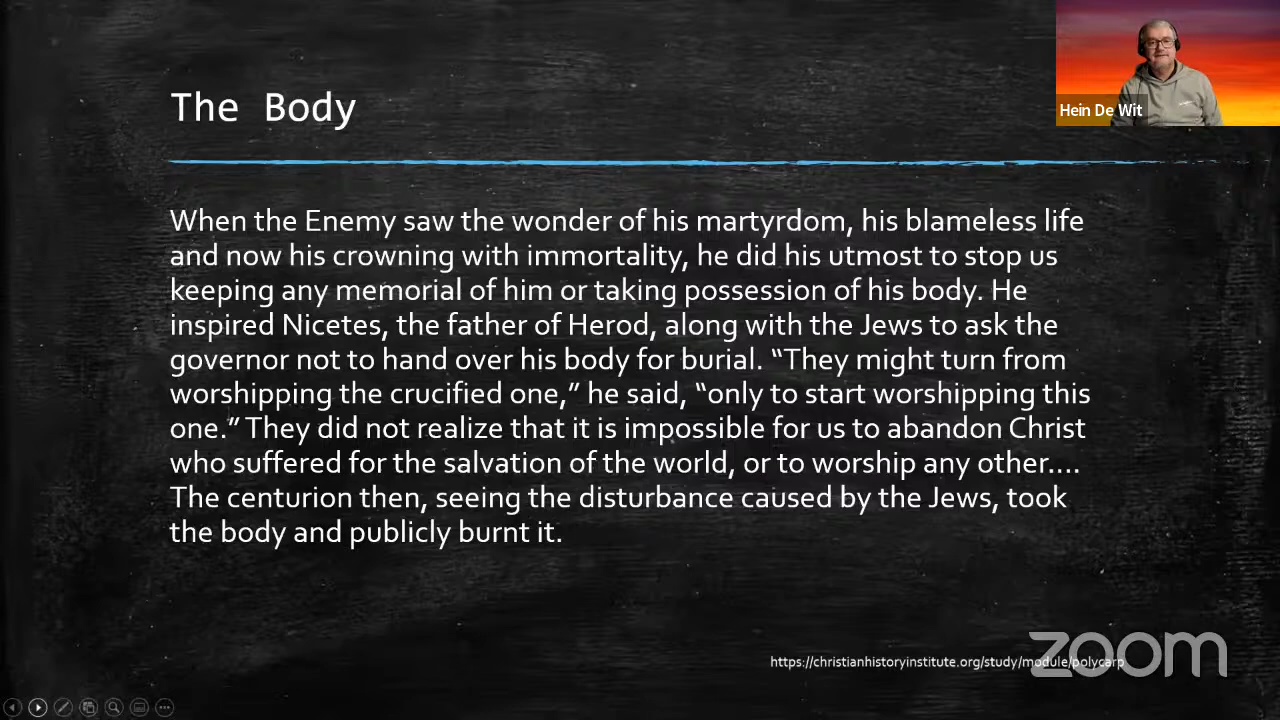 The Body
Hein De Wit
When the Enemy saw the wonder of his martyrdom, his blameless life
and now his crowning with immortality, he did his utmost to stop us
keeping any memorial of him or taking possession of his body. He
inspired Nicetes, the father of Herod, along with the Jews to ask the
governor not to hand over his body for burial. “They might turn from
worshipping the crucified one,” he said, “only to start worshipping this
one.” They did not realize that it is impossible for us to abandon Christ
who suffered for the salvation of the world, or to worship any other....
The centurion then, seeing the disturbance caused by the Jews, took
the body and publicly burnt it.
https://christianhistoryinstitute.org/study/module/polycarp
zoom